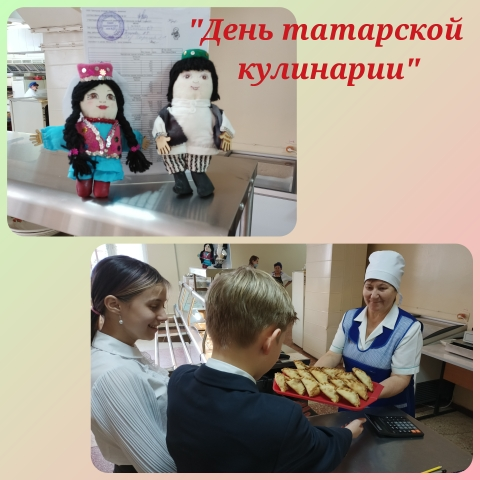 "День татарской
кулинарии"